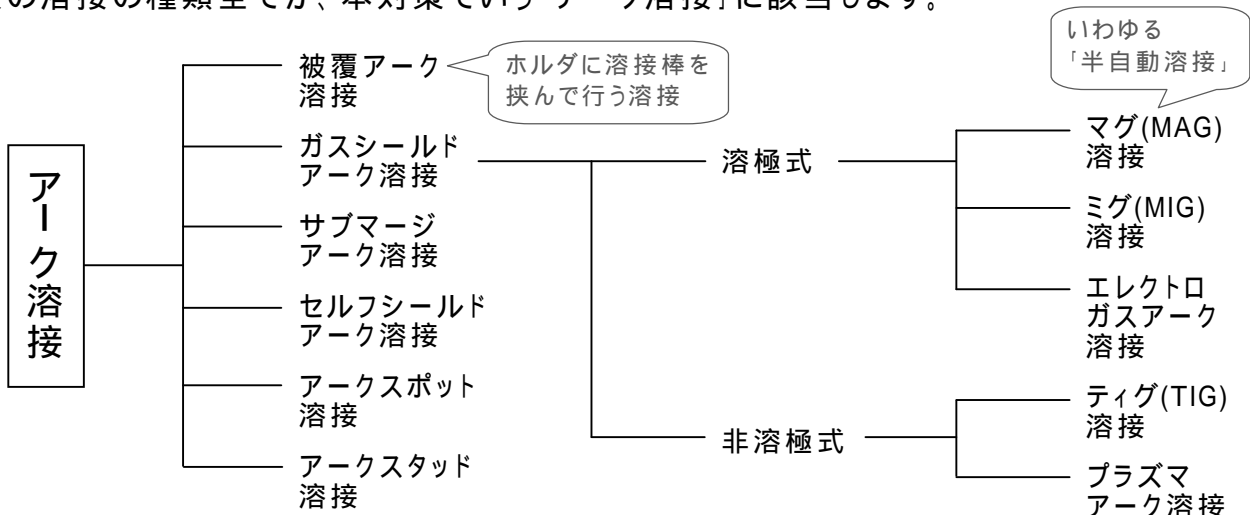 の溶接の種類全てが、本対策でいう「アーク溶接」に該当します。
アーク溶接
被覆アーク
溶接
ホルダに溶接棒を
挟んで行う溶接
ガスシールド
アーク溶接
サブマージ
アーク溶接
セルフシールド
アーク溶接
アークスポット
溶接
アークスタッド
溶接
溶極式
非溶極式
いわゆる
「半自動溶接」
マグ(MAG)
溶接
ミグ(MIG)
溶接
エレクトロ
ガスアーク
溶接
ティグ(TIG)
溶接
プラズマ
アーク溶接